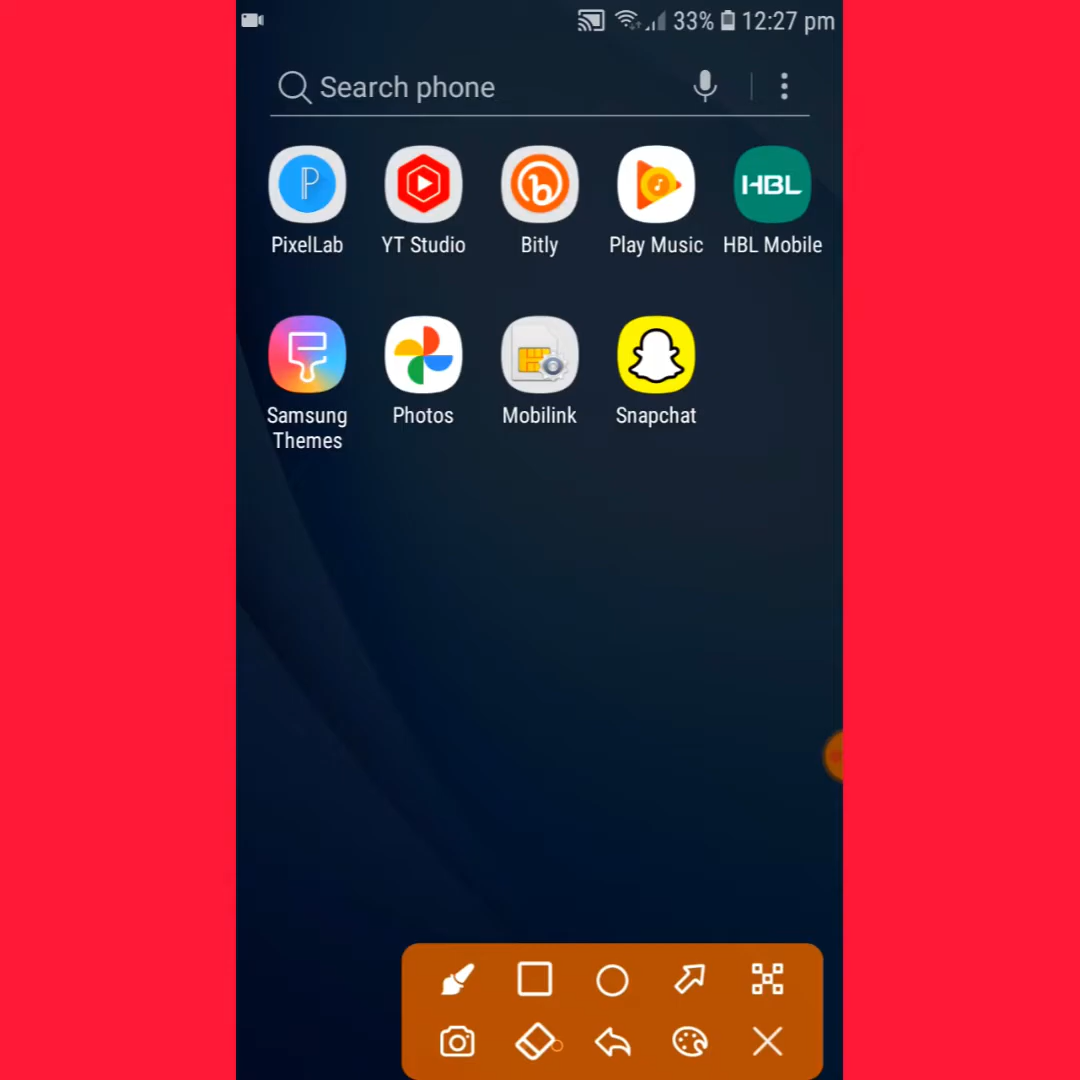 33% 12:27 pm
Search phone
PixelLab YT Studio Bitly Play Music HBL Mobile
HBL
Samsung Themes Photos Mobilink Snapchat